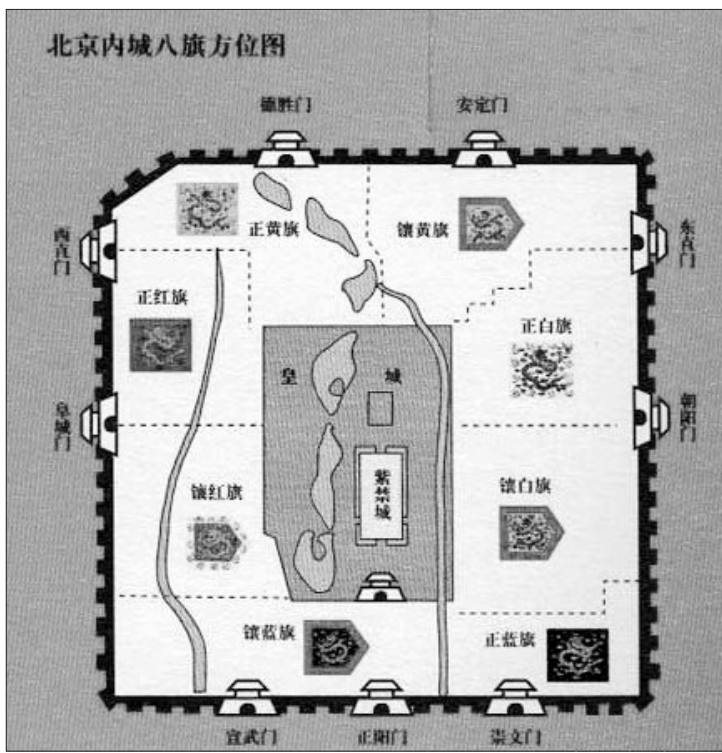 北京内城八旗方位图
德胜门
安定门
西直门
东直门
正黄旗
镶黄旗
正红旗
正白旗
皇城
阜城门
朝阳门
紫禁城
镶红旗
镶白旗
镶蓝旗
正蓝旗
宣武门
正阳门
崇文门